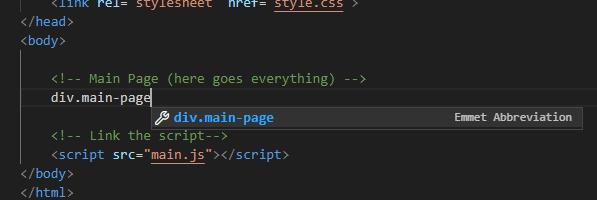 <link rel="stylesheet" href="style.css">
</head>
<body>
<!-- Main Page (here goes everything) -->
div.main-page
div.main-page Emmet Abbreviation
<!-- Link the script-->
<script src="main.js"></script>
</body>
</html>